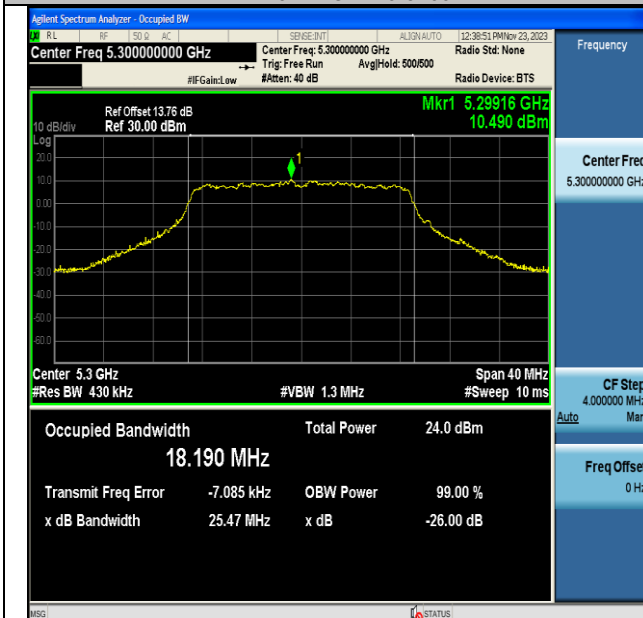 Agilent Spectrum Analyzer - Occupied BW
LXI RL RF 50 Ω AC SENSE:INT ALIGN AUTO 12:38:51 PM Nov 23, 2023
Center Freq 5.300000000 GHz
Center Freq: 5.300000000 GHz
Radio Std: None
Trig: Free Run Avg|Hold: 500/500
#IFGain:Low #Atten: 40 dB Radio Device: BTS
Frequency
Mkr1 5.29916 GHz
10.490 dBm
Ref Offset 13.76 dB
10 dB/div Ref 30.00 dBm
Log
20.0
1
10.0
0.00
-10.0
-20.0
-30.0
-40.0
-50.0
-60.0
Center 5.3 GHz Span 40 MHz
#Res BW 430 kHz #VBW 1.3 MHz #Sweep 10 ms
Occupied Bandwidth Total Power 24.0 dBm
18.190 MHz
Transmit Freq Error -7.085 kHz OBW Power 99.00 %
x dB Bandwidth 25.47 MHz x dB -26.00 dB
Center Freq
5.300000000 GHz
CF Step
4.000000 MHz
Auto Man
Freq Offset
0 Hz
MSG STATUS